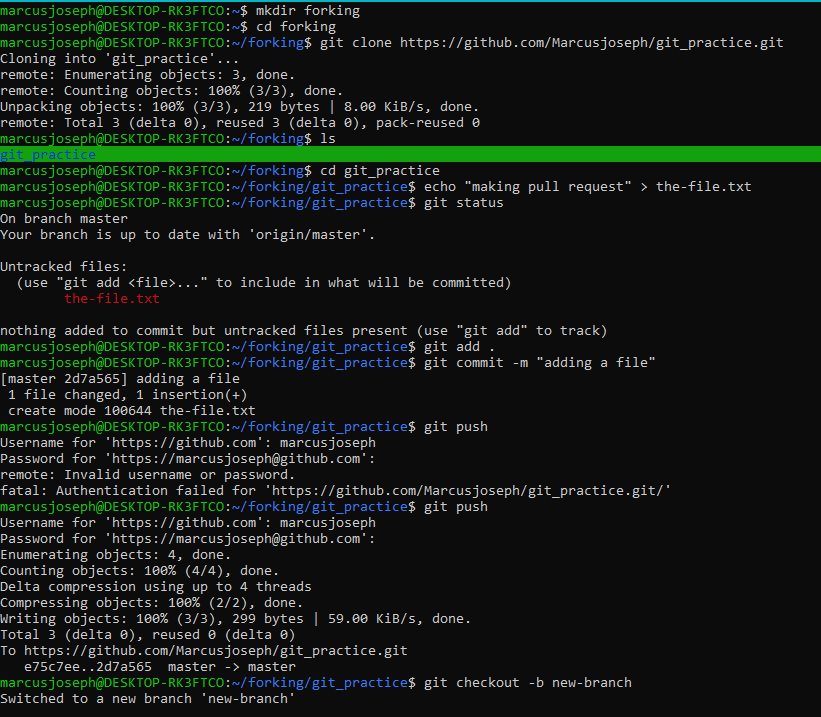 marcusjoseph@DESKTOP-RK3FTCO:~$ mkdir forking
marcusjoseph@DESKTOP-RK3FTCO:~$ cd forking
marcusjoseph@DESKTOP-RK3FTCO:~/forking$ git clone https://github.com/Marcusjoseph/git_practice.git
Cloning into 'git_practice'...
remote: Enumerating objects: 3, done.
remote: Counting objects: 100% (3/3), done.
Unpacking objects: 100% (3/3), 219 bytes | 8.00 KiB/s, done.
remote: Total 3 (delta 0), reused 3 (delta 0), pack-reused 0
marcusjoseph@DESKTOP-RK3FTCO:~/forking$ ls
git_practice
marcusjoseph@DESKTOP-RK3FTCO:~/forking$ cd git_practice
marcusjoseph@DESKTOP-RK3FTCO:~/forking/git_practice$ echo "making pull request" > the-file.txt
marcusjoseph@DESKTOP-RK3FTCO:~/forking/git_practice$ git status
On branch master
Your branch is up to date with 'origin/master'.

Untracked files:
  (use "git add <file>..." to include in what will be committed)
        the-file.txt

nothing added to commit but untracked files present (use "git add" to track)
marcusjoseph@DESKTOP-RK3FTCO:~/forking/git_practice$ git add .
marcusjoseph@DESKTOP-RK3FTCO:~/forking/git_practice$ git commit -m "adding a file"
[master 2d7a565] adding a file
 1 file changed, 1 insertion(+)
 create mode 100644 the-file.txt
marcusjoseph@DESKTOP-RK3FTCO:~/forking/git_practice$ git push
Username for 'https://github.com': marcusjoseph
Password for 'https://marcusjoseph@github.com':
remote: Invalid username or password.
fatal: Authentication failed for 'https://github.com/Marcusjoseph/git_practice.git/'
marcusjoseph@DESKTOP-RK3FTCO:~/forking/git_practice$ git push
Username for 'https://github.com': marcusjoseph
Password for 'https://marcusjoseph@github.com':
Enumerating objects: 4, done.
Counting objects: 100% (4/4), done.
Delta compression using up to 4 threads
Compressing objects: 100% (2/2), done.
Writing objects: 100% (3/3), 299 bytes | 59.00 KiB/s, done.
Total 3 (delta 0), reused 0 (delta 0)
To https://github.com/Marcusjoseph/git_practice.git
   e75c7ee..2d7a565  master -> master
marcusjoseph@DESKTOP-RK3FTCO:~/forking/git_practice$ git checkout -b new-branch
Switched to a new branch 'new-branch'